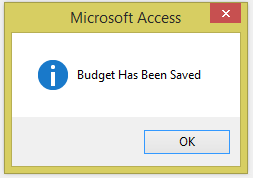 Microsoft Access
Budget Has Been Saved
OK